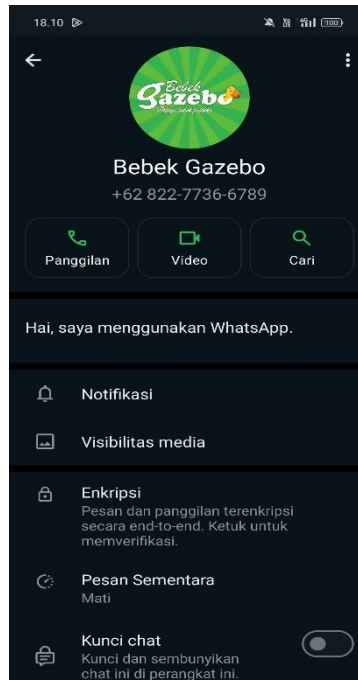 18.10
100
Bebek
Gazebo
Bebek Gazebo
+62 822-7736-6789
Panggilan
Video
Cari
Hai, saya menggunakan WhatsApp.
Notifikasi
Visibilitas media
Enkripsi
Pesan dan panggilan terenkripsi
secara end-to-end. Ketuk untuk
memverifikasi.
Pesan Sementara
Mati
Kunci chat
Kunci dan sembunyikan
chat ini di perangkat ini.